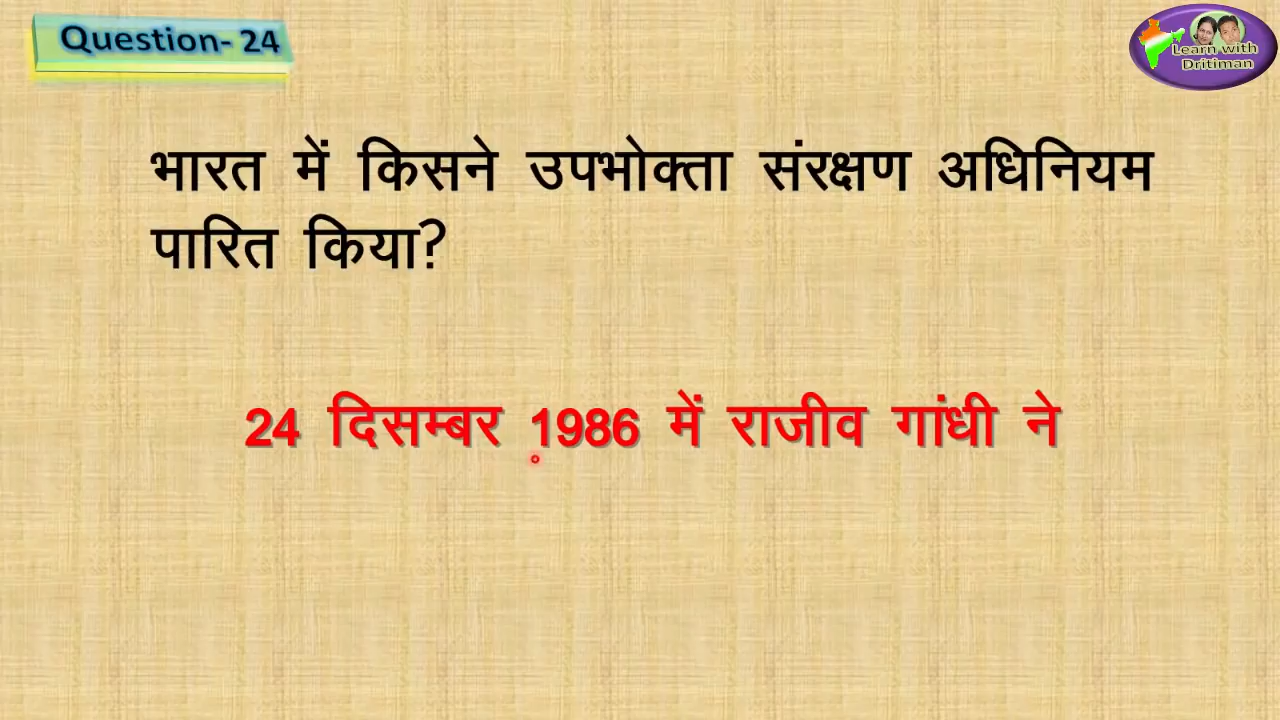 Question- 24
Learn with
Dritiman
भारत में किसने उपभोक्ता संरक्षण अधिनियम
पारित किया?
24 दिसम्बर 1986 में राजीव गांधी ने